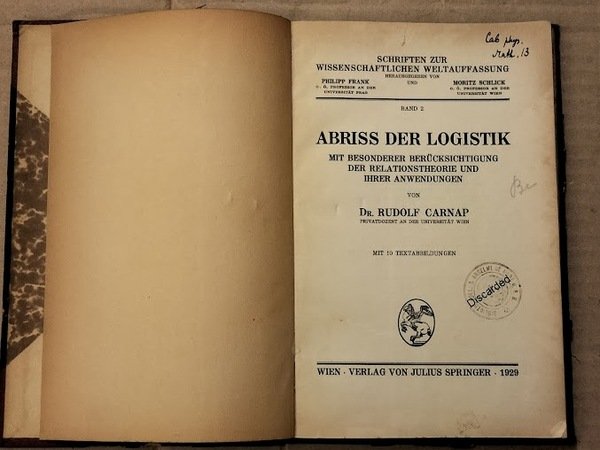 Cab. phys.
math. 13
SCHRIFTEN ZUR
WISSENSCHAFTLICHEN WELTAUFFASSUNG
HERAUSGEGEBEN VON
PHILIPP FRANK UND MORITZ SCHLICK
O. Ö. PROFESSOR AN DER O. Ö. PROFESSOR AN DER
UNIVERSITÄT PRAG UNIVERSITÄT WIEN
BAND 2
ABRISS DER LOGISTIK
MIT BESONDERER BERÜCKSICHTIGUNG
DER RELATIONSTHEORIE UND
IHRER ANWENDUNGEN
VON
DR. RUDOLF CARNAP
PRIVATDOZENT AN DER UNIVERSITÄT WIEN
MIT 10 TEXTABBILDUNGEN
Discarded
WIEN · VERLAG VON JULIUS SPRINGER · 1929